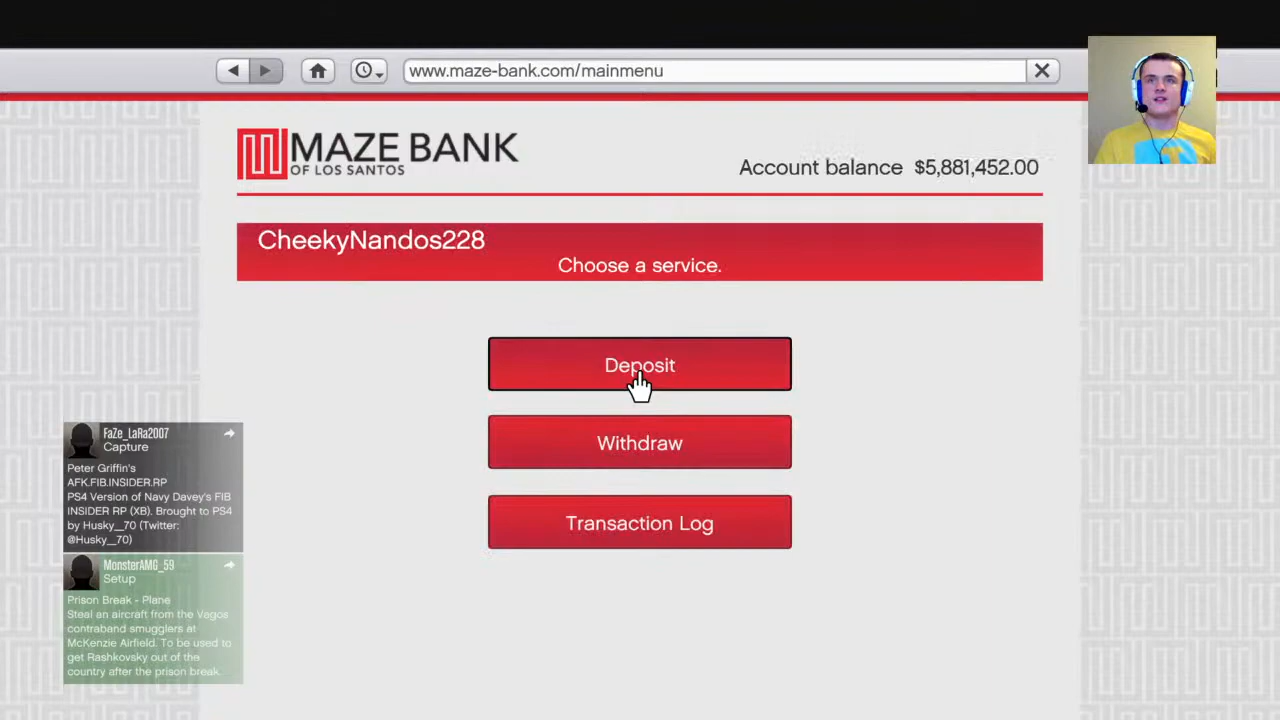 www.maze-bank.com/mainmenu
MAZE BANK
OF LOS SANTOS
Account balance $5,881,452.00
CheekyNandos228
Choose a service.
Deposit
Withdraw
Transaction Log
FaZe_LaRa2007
Capture
Peter Griffin's
AFK.FIB.INSIDER.RP
PS4 Version of Navy Davey's FIB
INSIDER RP (XB). Brought to PS4
by Husky__70 (Twitter:
@Husky__70)
MonsterAMG_59
Setup
Prison Break - Plane
Steal an aircraft from the Vagos
contraband smugglers at
McKenzie Airfield. To be used to
get Rashkovsky out of the
country after the prison break.